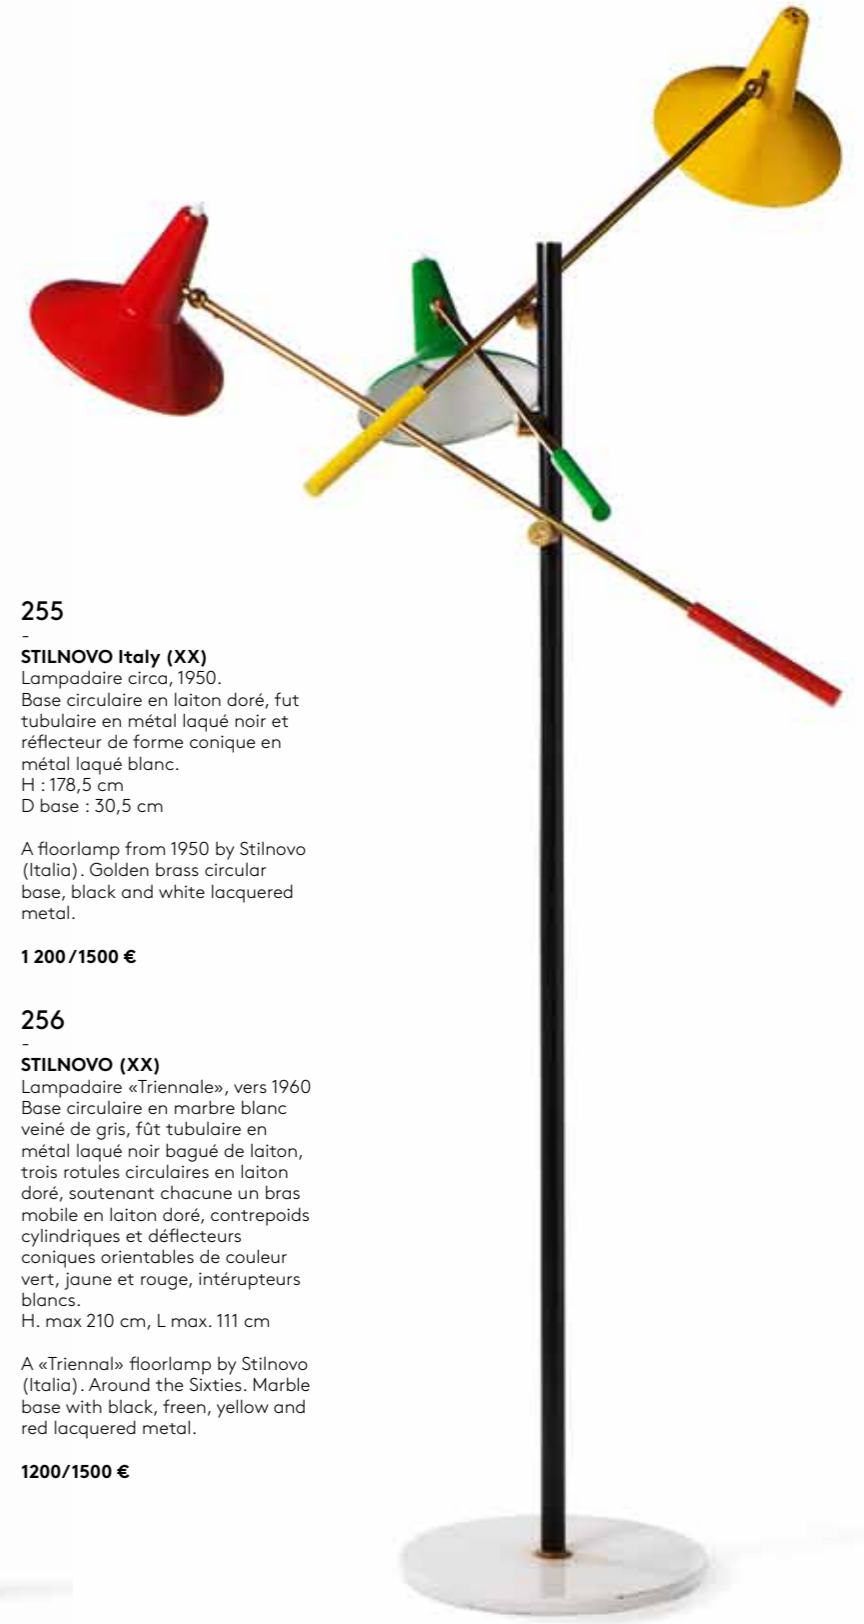 255
-
STILNOVO Italy (XX)
Lampadaire circa, 1950.
Base circulaire en laiton doré, fut
tubulaire en métal laqué noir et
réflecteur de forme conique en
métal laqué blanc.
H : 178,5 cm
D base : 30,5 cm
A floorlamp from 1950 by Stilnovo
(Italia). Golden brass circular
base, black and white lacquered
metal.
1 200/1500 €
256
-
STILNOVO (XX)
Lampadaire «Triennale», vers 1960
Base circulaire en marbre blanc
veiné de gris, fût tubulaire en
métal laqué noir bagué de laiton,
trois rotules circulaires en laiton
doré, soutenant chacune un bras
mobile en laiton doré, contrepoids
cylindriques et déflecteurs
coniques orientables de couleur
vert, jaune et rouge, intérupteurs
blancs.
H. max 210 cm, L max. 111 cm
A «Triennal» floorlamp by Stilnovo
(Italia). Around the Sixties. Marble
base with black, freen, yellow and
red lacquered metal.
1200/1500 €